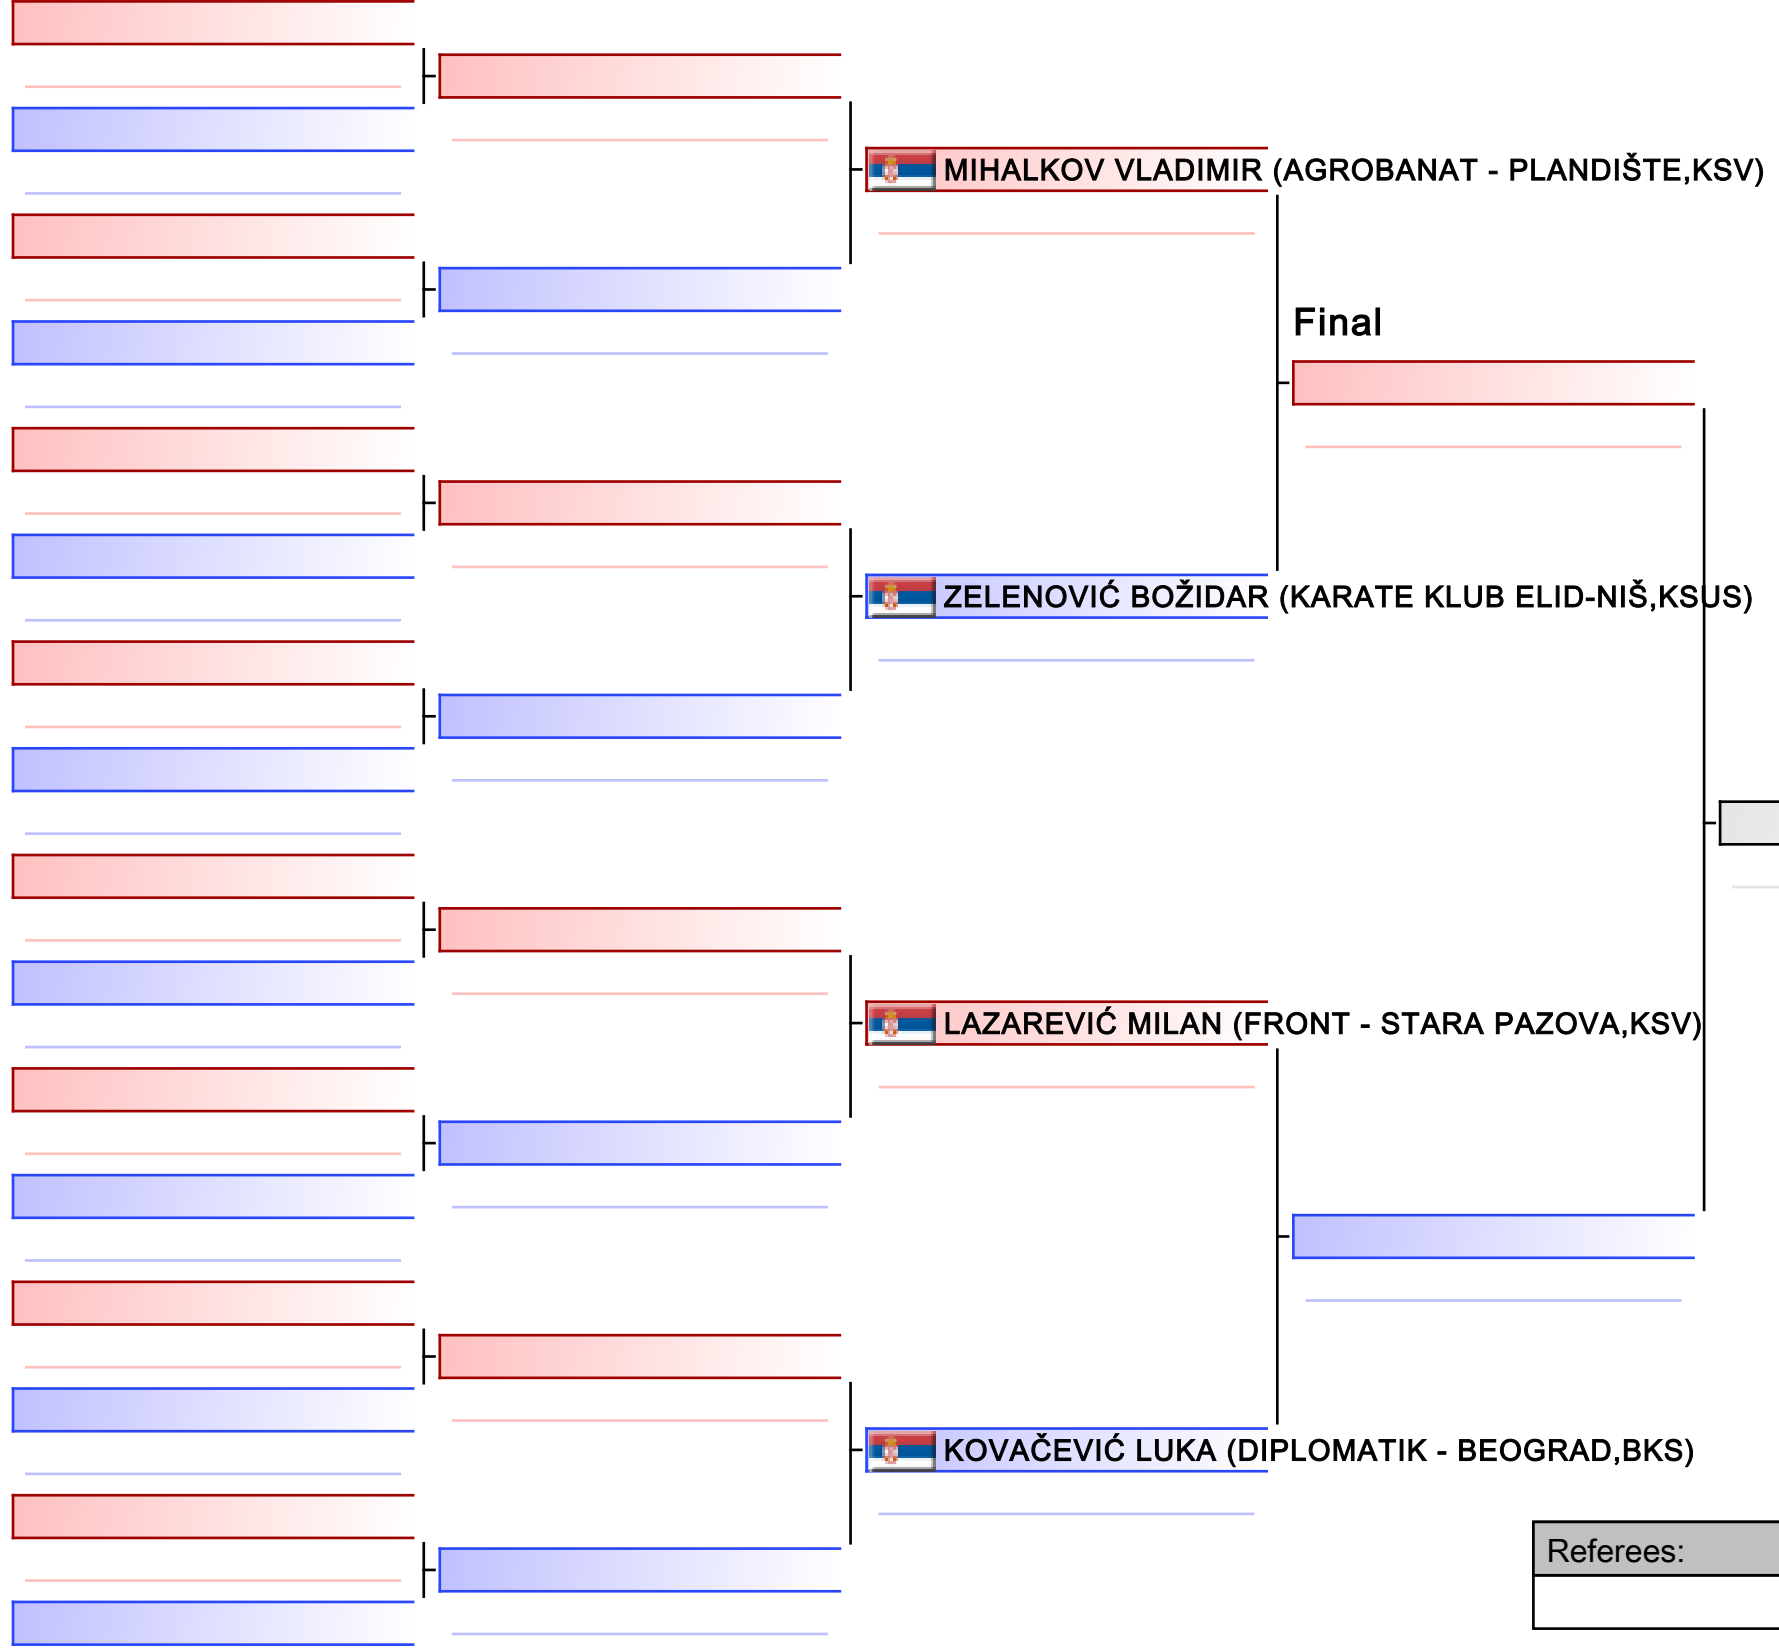 MIHALKOV VLADIMIR (AGROBANAT - PLANDIŠTE,KSV)
Final
ZELENOVIĆ BOŽIDAR (KARATE KLUB ELID-NIŠ,KSUS)
LAZAREVIĆ MILAN (FRONT - STARA PAZOVA,KSV)
KOVAČEVIĆ LUKA (DIPLOMATIK - BEOGRAD,BKS)
Referees: